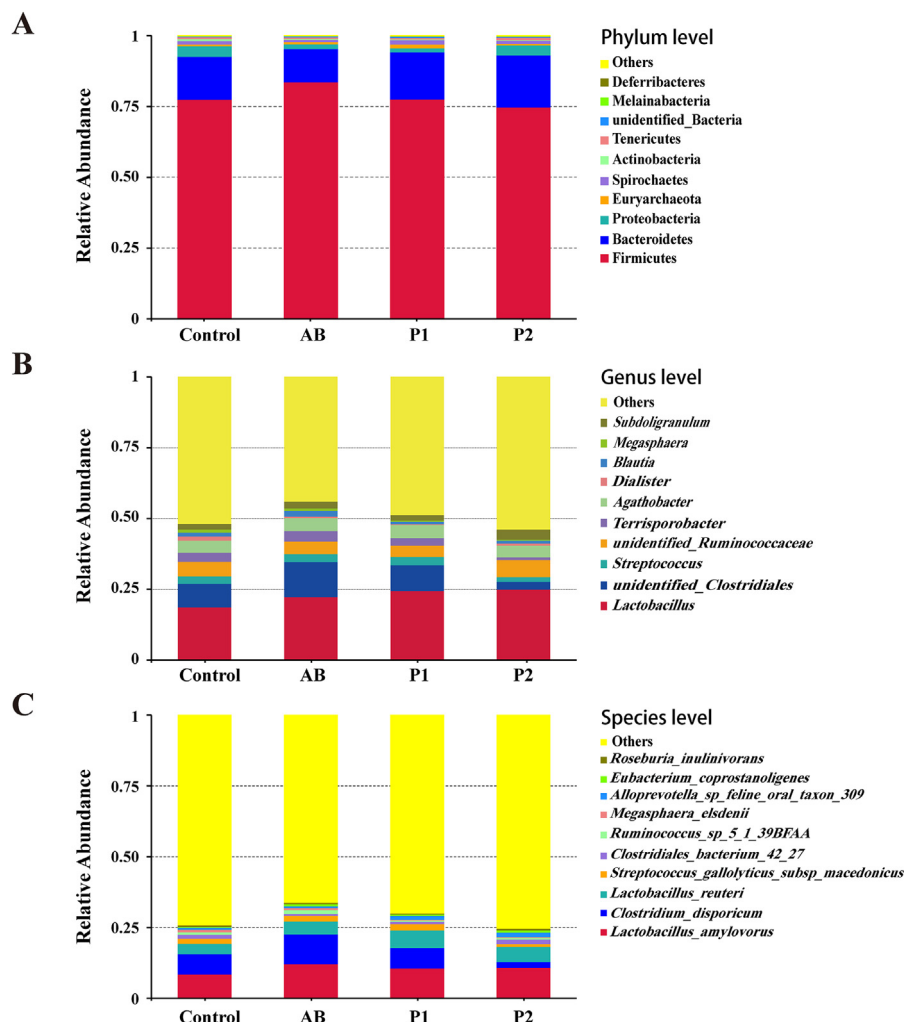 A
Phylum level
Relative Abundance
1
0.75
0.50
0.25
0
Control
AB
P1
P2
Others
Deferribacteres
Melainabacteria
unidentified_Bacteria
Tenericutes
Actinobacteria
Spirochaetes
Euryarchaeota
Proteobacteria
Bacteroidetes
Firmicutes
B
Genus level
Relative Abundance
1
0.75
0.50
0.25
0
Control
AB
P1
P2
Others
Subdoligranulum
Megasphaera
Blautia
Dialister
Agathobacter
Terrisporobacter
unidentified_Ruminococcaceae
Streptococcus
unidentified_Clostridiales
Lactobacillus
C
Species level
Relative Abundance
1
0.75
0.50
0.25
0
Control
AB
P1
P2
Others
Roseburia_inulinivorans
Eubacterium_coprostanoligenes
Alloprevotella_sp_feline_oral_taxon_309
Megasphaera_elsdenii
Ruminococcus_sp_5_1_39BFAA
Clostridiales_bacterium_42_27
Streptococcus_gallolyticus_subsp_macedonicus
Lactobacillus_reuteri
Clostridium_disporicum
Lactobacillus_amylovorus